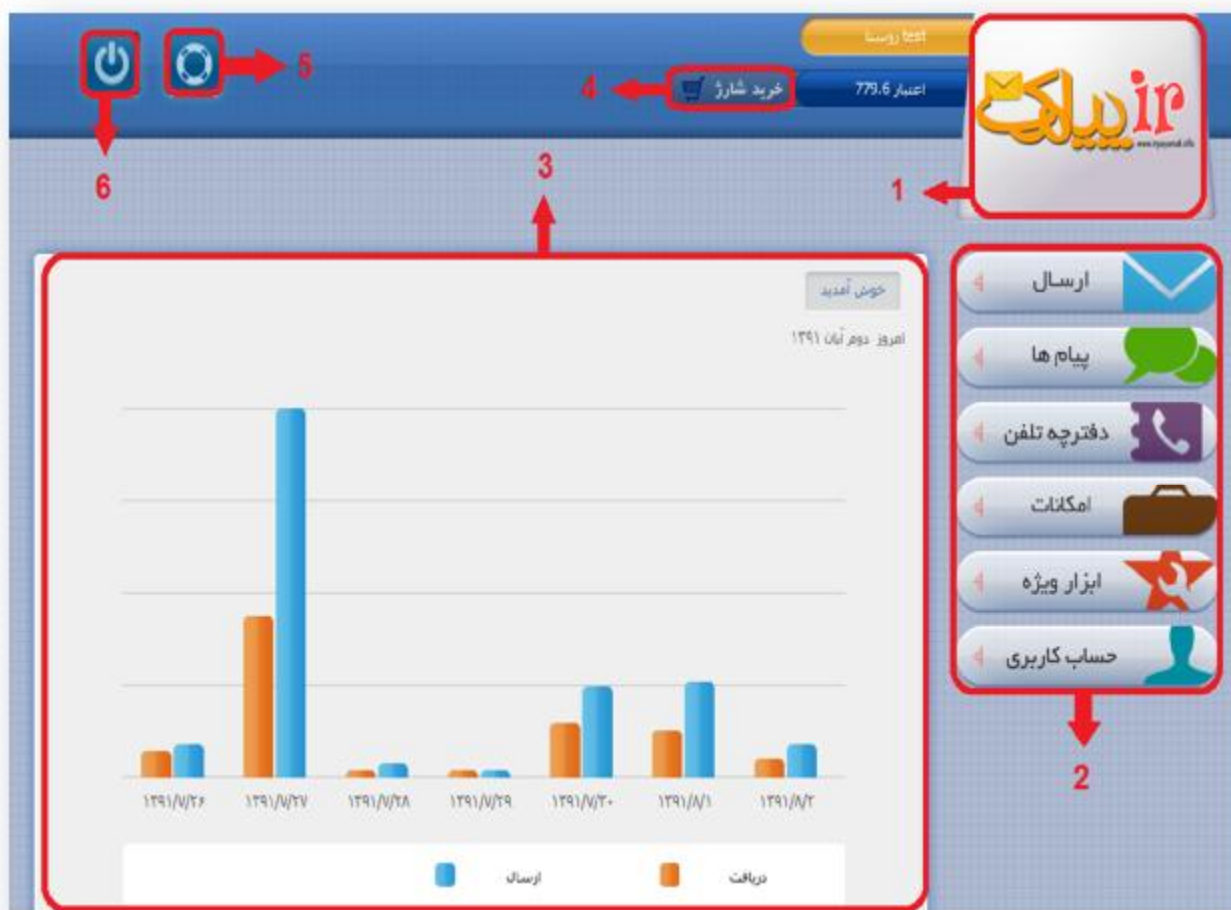 test روستا
اعتبار 779.6
خرید شارژ
4
5
6
3
1
ir پیامک
ارسال
پیام ها
دفترچه تلفن
امکانات
ابزار ویژه
حساب کاربری
2
خوش آمدید
امروز دوم آبان ۱۳۹۱
۱۳۹۱/۷/۲۶ ۱۳۹۱/۷/۲۷ ۱۳۹۱/۷/۲۸ ۱۳۹۱/۷/۲۹ ۱۳۹۱/۷/۳۰ ۱۳۹۱/۸/۱ ۱۳۹۱/۸/۲
دریافت ارسال